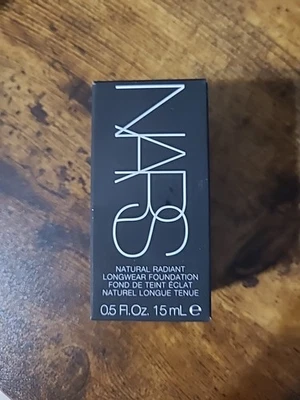 NARS
NATURAL RADIANT
LONGWEAR FOUNDATION
FOND DE TEINT ÉCLAT
NATUREL LONGUE TENUE
0.5 Fl.Oz. 15 mL ℮